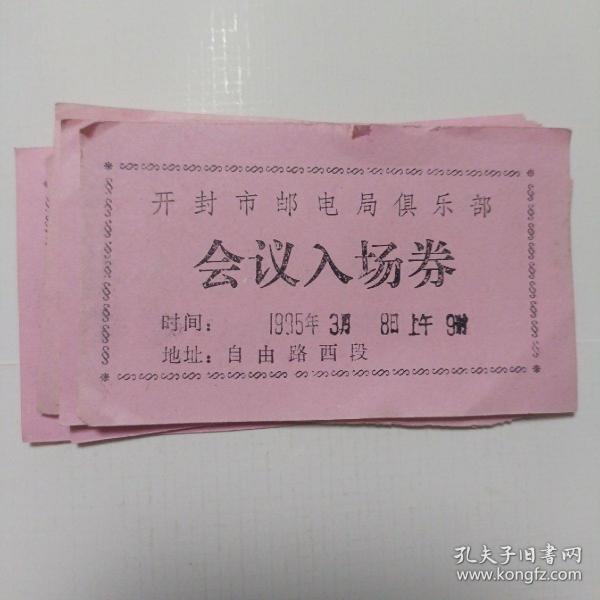 开封市邮电局俱乐部
会议入场券
时间： 1995年 3月 8日 上午 9时
地址：自由路西段
孔夫子旧书网
www.kongfz.com